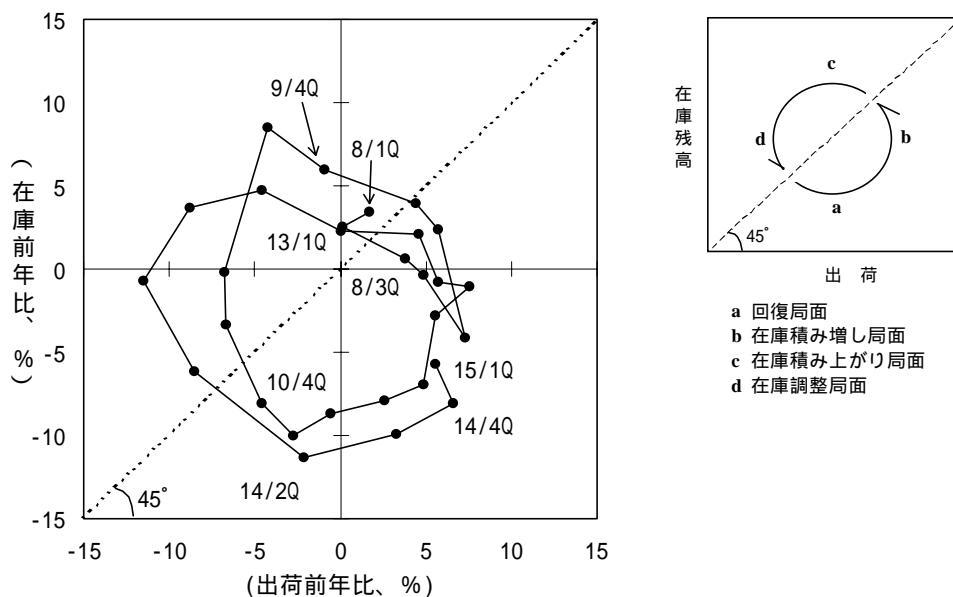 15
10
5
0
-5
-10
-15
(在庫前年比、%)
9/4Q
8/1Q
13/1Q
8/3Q
10/4Q
15/1Q
14/4Q
14/2Q
45°
-15
-10
-5
0
5
10
15
(出荷前年比、%)
在庫残高
c
d
b
a
45°
出 荷
a 回復局面
b 在庫積み増し局面
c 在庫積み上がり局面
d 在庫調整局面